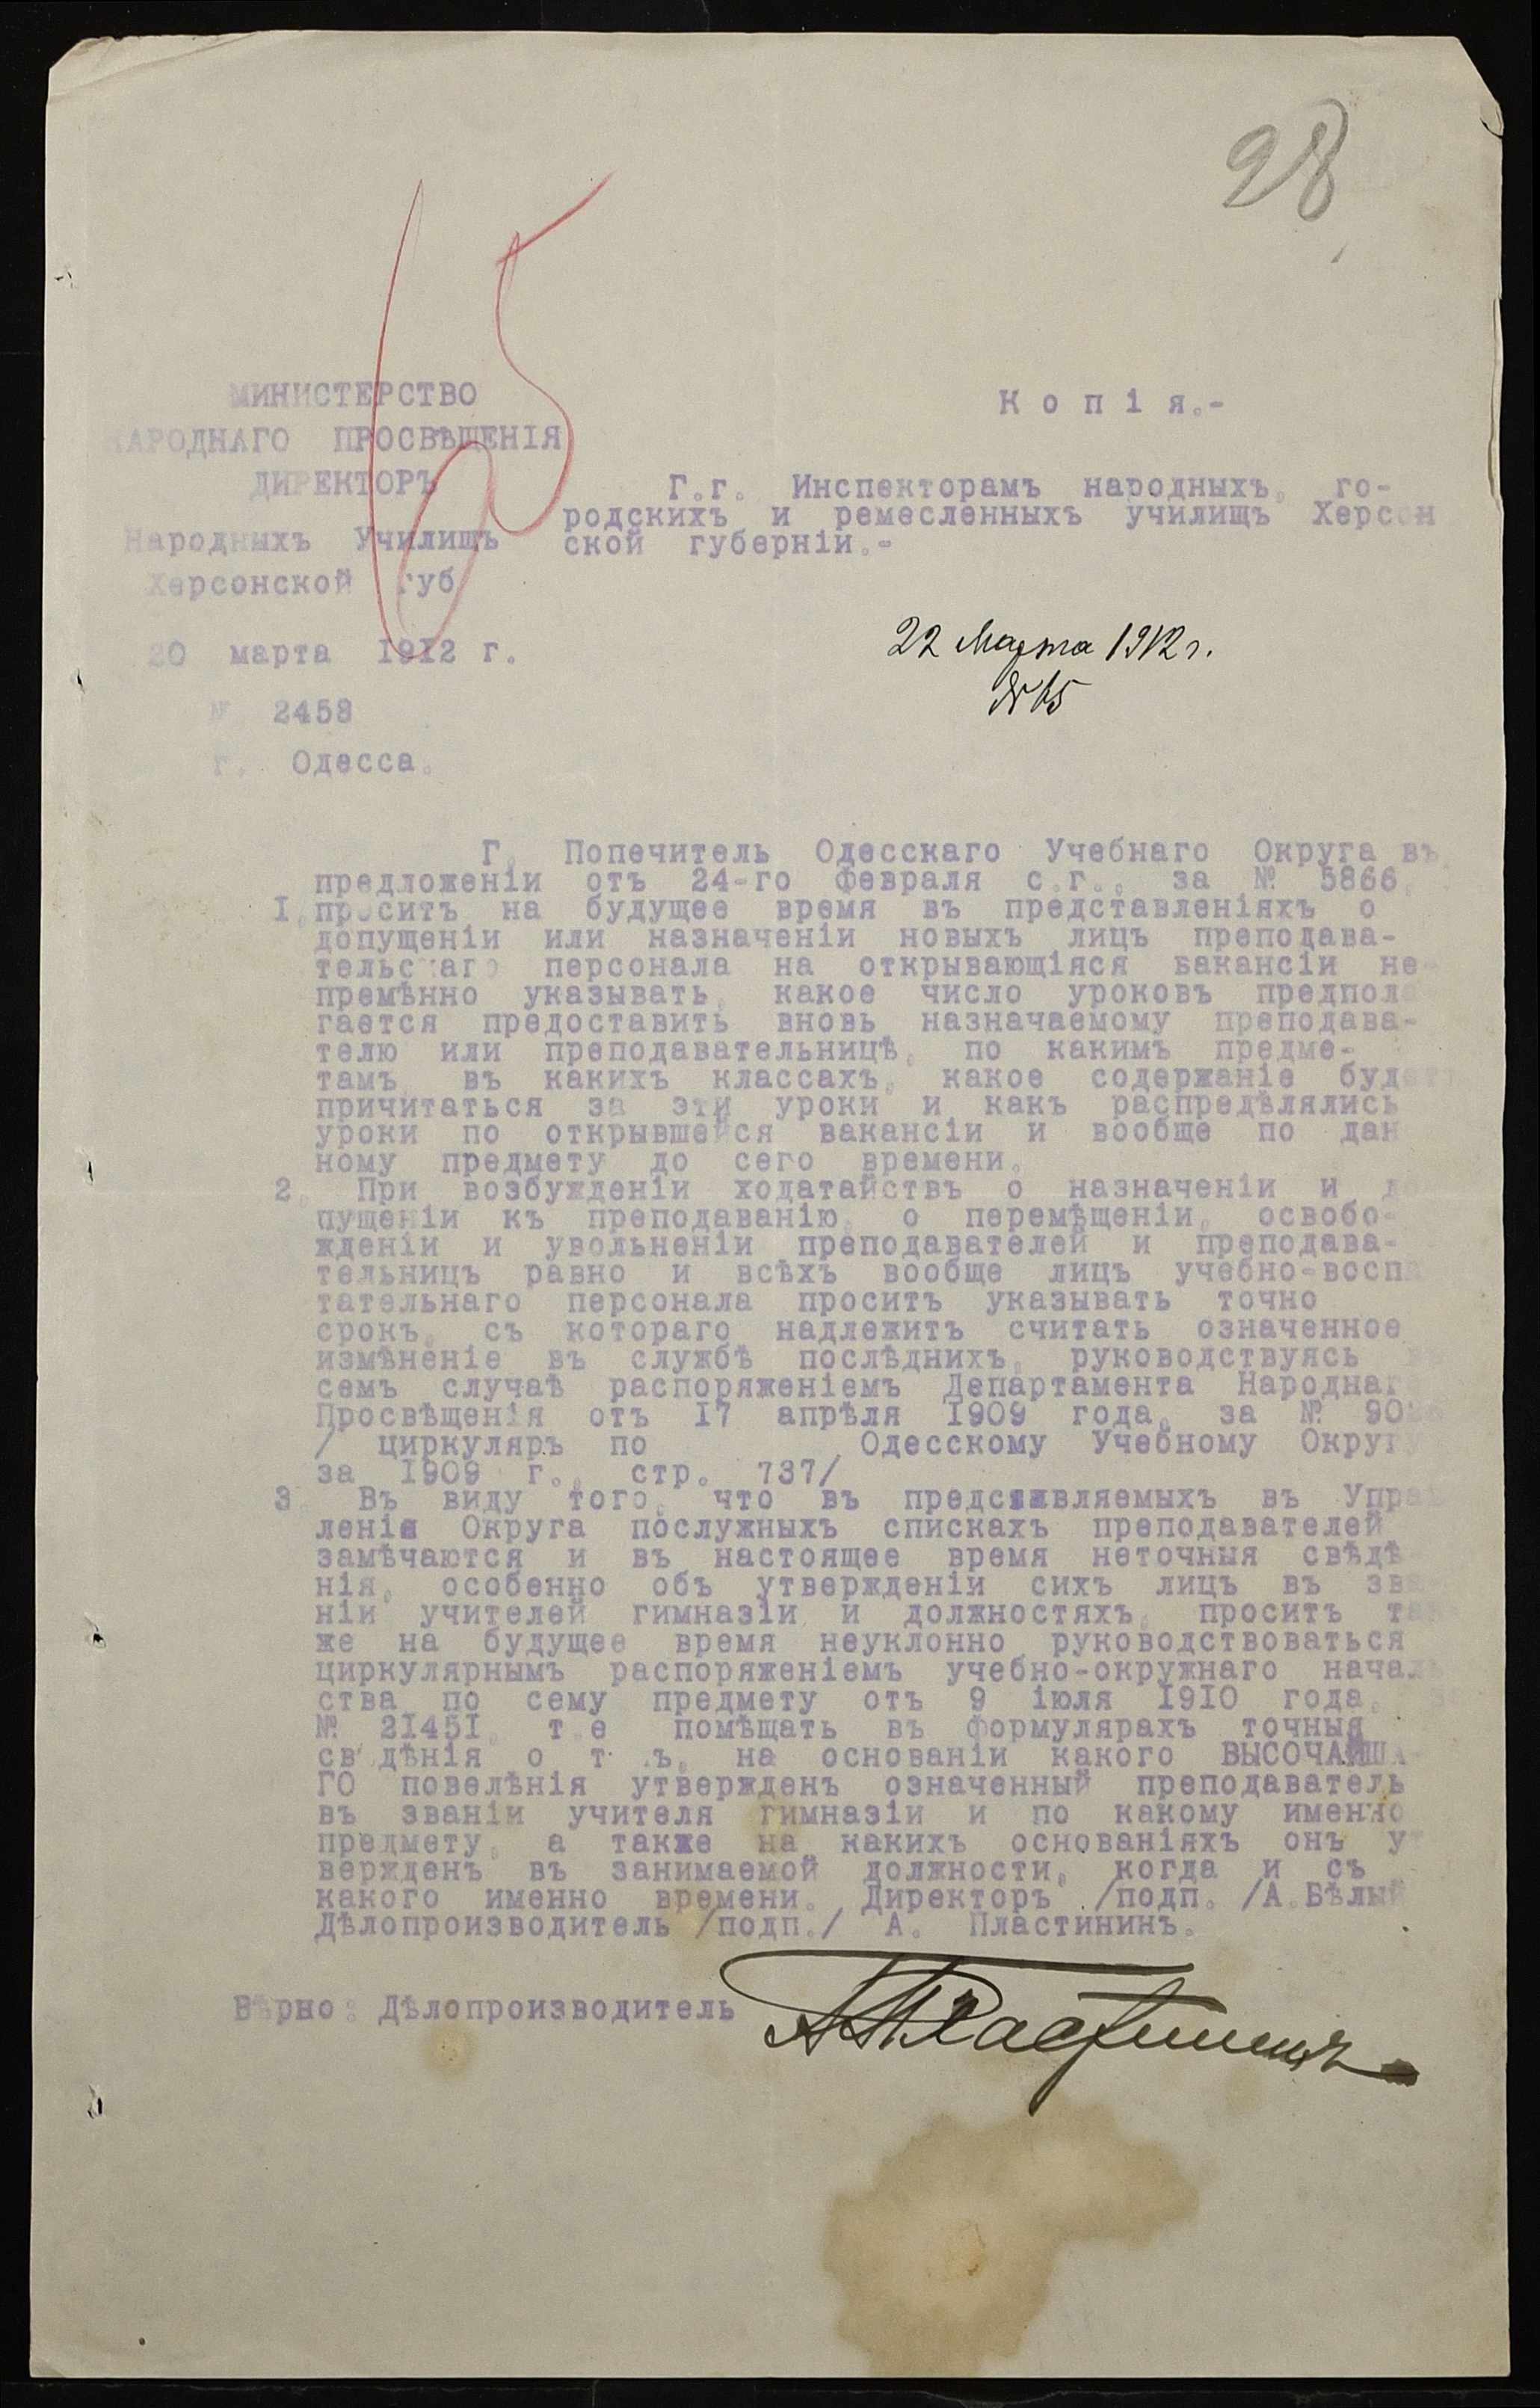 28
65
МИНИСТЕРСТВО
НАРОДНАГО ПРОСВѢЩЕНІЯ
ДИРЕКТОРЪ
Народныхъ Училищъ
Херсонской губ
20 марта 1912 г.
№ 2458
г. Одесса.
К о п і я.-
Г.г. Инспекторамъ народныхъ, го-
родскихъ и ремесленныхъ училищъ Херсон
ской губерніи.-
22 Марта 1912 г.
№ 65
Г. Попечитель Одесскаго Учебнаго Округа въ
предложеніи отъ 24-го февраля с.г., за № 5866,
I. проситъ на будущее время въ представленіяхъ о
допущеніи или назначеніи новыхъ лицъ преподава-
тельскаго персонала на открывающіяся вакансіи не-
премѣнно указывать, какое число уроковъ предпола
гается предоставить вновь назначаемому преподава-
телю или преподавательницѣ, по какимъ предме-
тамъ, въ какихъ классахъ, какое содержаніе будетъ
причитаться за эти уроки и какъ распредѣлялись
уроки по открывшейся вакансіи и вообще по дан
ному предмету до сего времени.
2. При возбужденіи ходатайствъ о назначеніи и до
пущеніи къ преподаванію, о перемѣщеніи, освобо-
жденіи и увольненіи преподавателей и преподава-
тельницъ равно и всѣхъ вообще лицъ учебно-воспи
тательнаго персонала проситъ указывать точно
срокъ, съ котораго надлежитъ считать означенное
измѣненіе въ службѣ послѣднихъ, руководствуясь въ
семъ случаѣ распоряженіемъ Департамента Народнаго
Просвѣщенія отъ I7 апрѣля I909 года, за №
/ циркуляръ по Одесскому Учебному Округу
за I909 г., стр. 737/
3. Въ виду того, что въ представляемыхъ въ Управ
леніе Округа послужныхъ спискахъ преподавателей
замѣчаются и въ настоящее время неточныя свѣдѣ
нія, особенно объ утвержденіи сихъ лицъ въ зва
ніи учителей гимназіи и должностяхъ, проситъ так
же на будущее время неуклонно руководствоваться
циркулярнымъ распоряженіемъ учебно-окружнаго началь
ства по сему предмету отъ 9 іюля I9I0 года,
№ 2I45I, т.е помѣщать въ формулярахъ точныя
свѣдѣнія о т.ъ, на основаніи какого ВЫСОЧАЙША
ГО повелѣнія утвержденъ означенный преподаватель
въ званіи учителя гимназіи и по какому именно
предмету, а также на какихъ основаніяхъ онъ ут
вержденъ въ занимаемой должности, когда и съ
какого именно времени. Директоръ /подп. /А.Бѣлый
Дѣлопроизводитель /подп./ А. Пластининъ.
Вѣрно: Дѣлопроизводитель АПластининъ